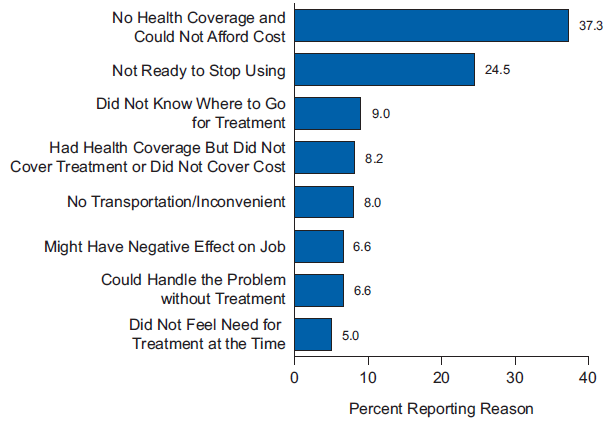 No Health Coverage and
Could Not Afford Cost
37.3
Not Ready to Stop Using
24.5
Did Not Know Where to Go
for Treatment
9.0
Had Health Coverage But Did Not
Cover Treatment or Did Not Cover Cost
8.2
No Transportation/Inconvenient
8.0
Might Have Negative Effect on Job
6.6
Could Handle the Problem
without Treatment
6.6
Did Not Feel Need for
Treatment at the Time
5.0
0 10 20 30 40
Percent Reporting Reason